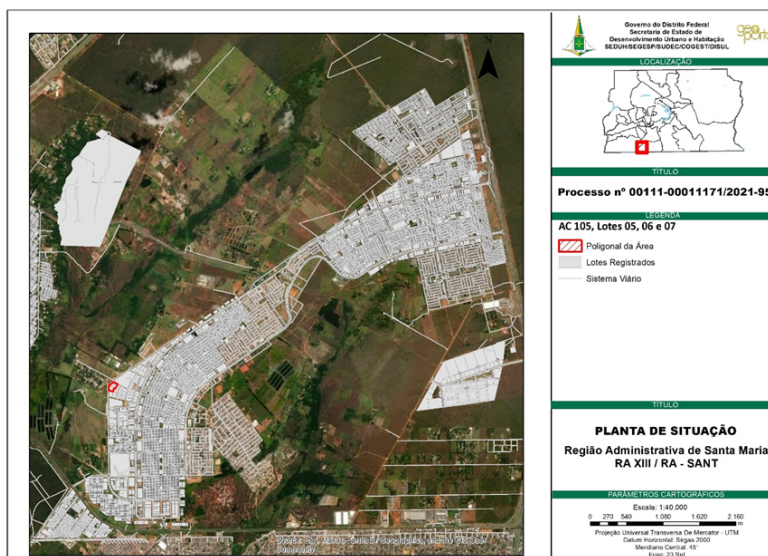 Governo do Distrito Federal
Secretaria de Estado de
Desenvolvimento Urbano e Habitação
SEDUH/SEGESP/SUDEC/COGEST/DISUL
geo
LOCALIZAÇÃO
TÍTULO
Processo nº 00111-00011171/2021-95
LEGENDA
AC 105, Lotes 05, 06 e 07
Poligonal da Área
Lotes Registrados
Sistema Viário
TÍTULO
PLANTA DE SITUAÇÃO
Região Administrativa de Santa Maria
RA XIII / RA - SANT
PARÂMETROS CARTOGRÁFICOS
Escala: 1:40.000
0 270 540 1.080 1.620 2.160
m
Projeção Universal Transversa De Mercator - UTM
Datum Horizontal: Sirgas 2000
Meridiano Central: 45°
Fuso: 23 Sul